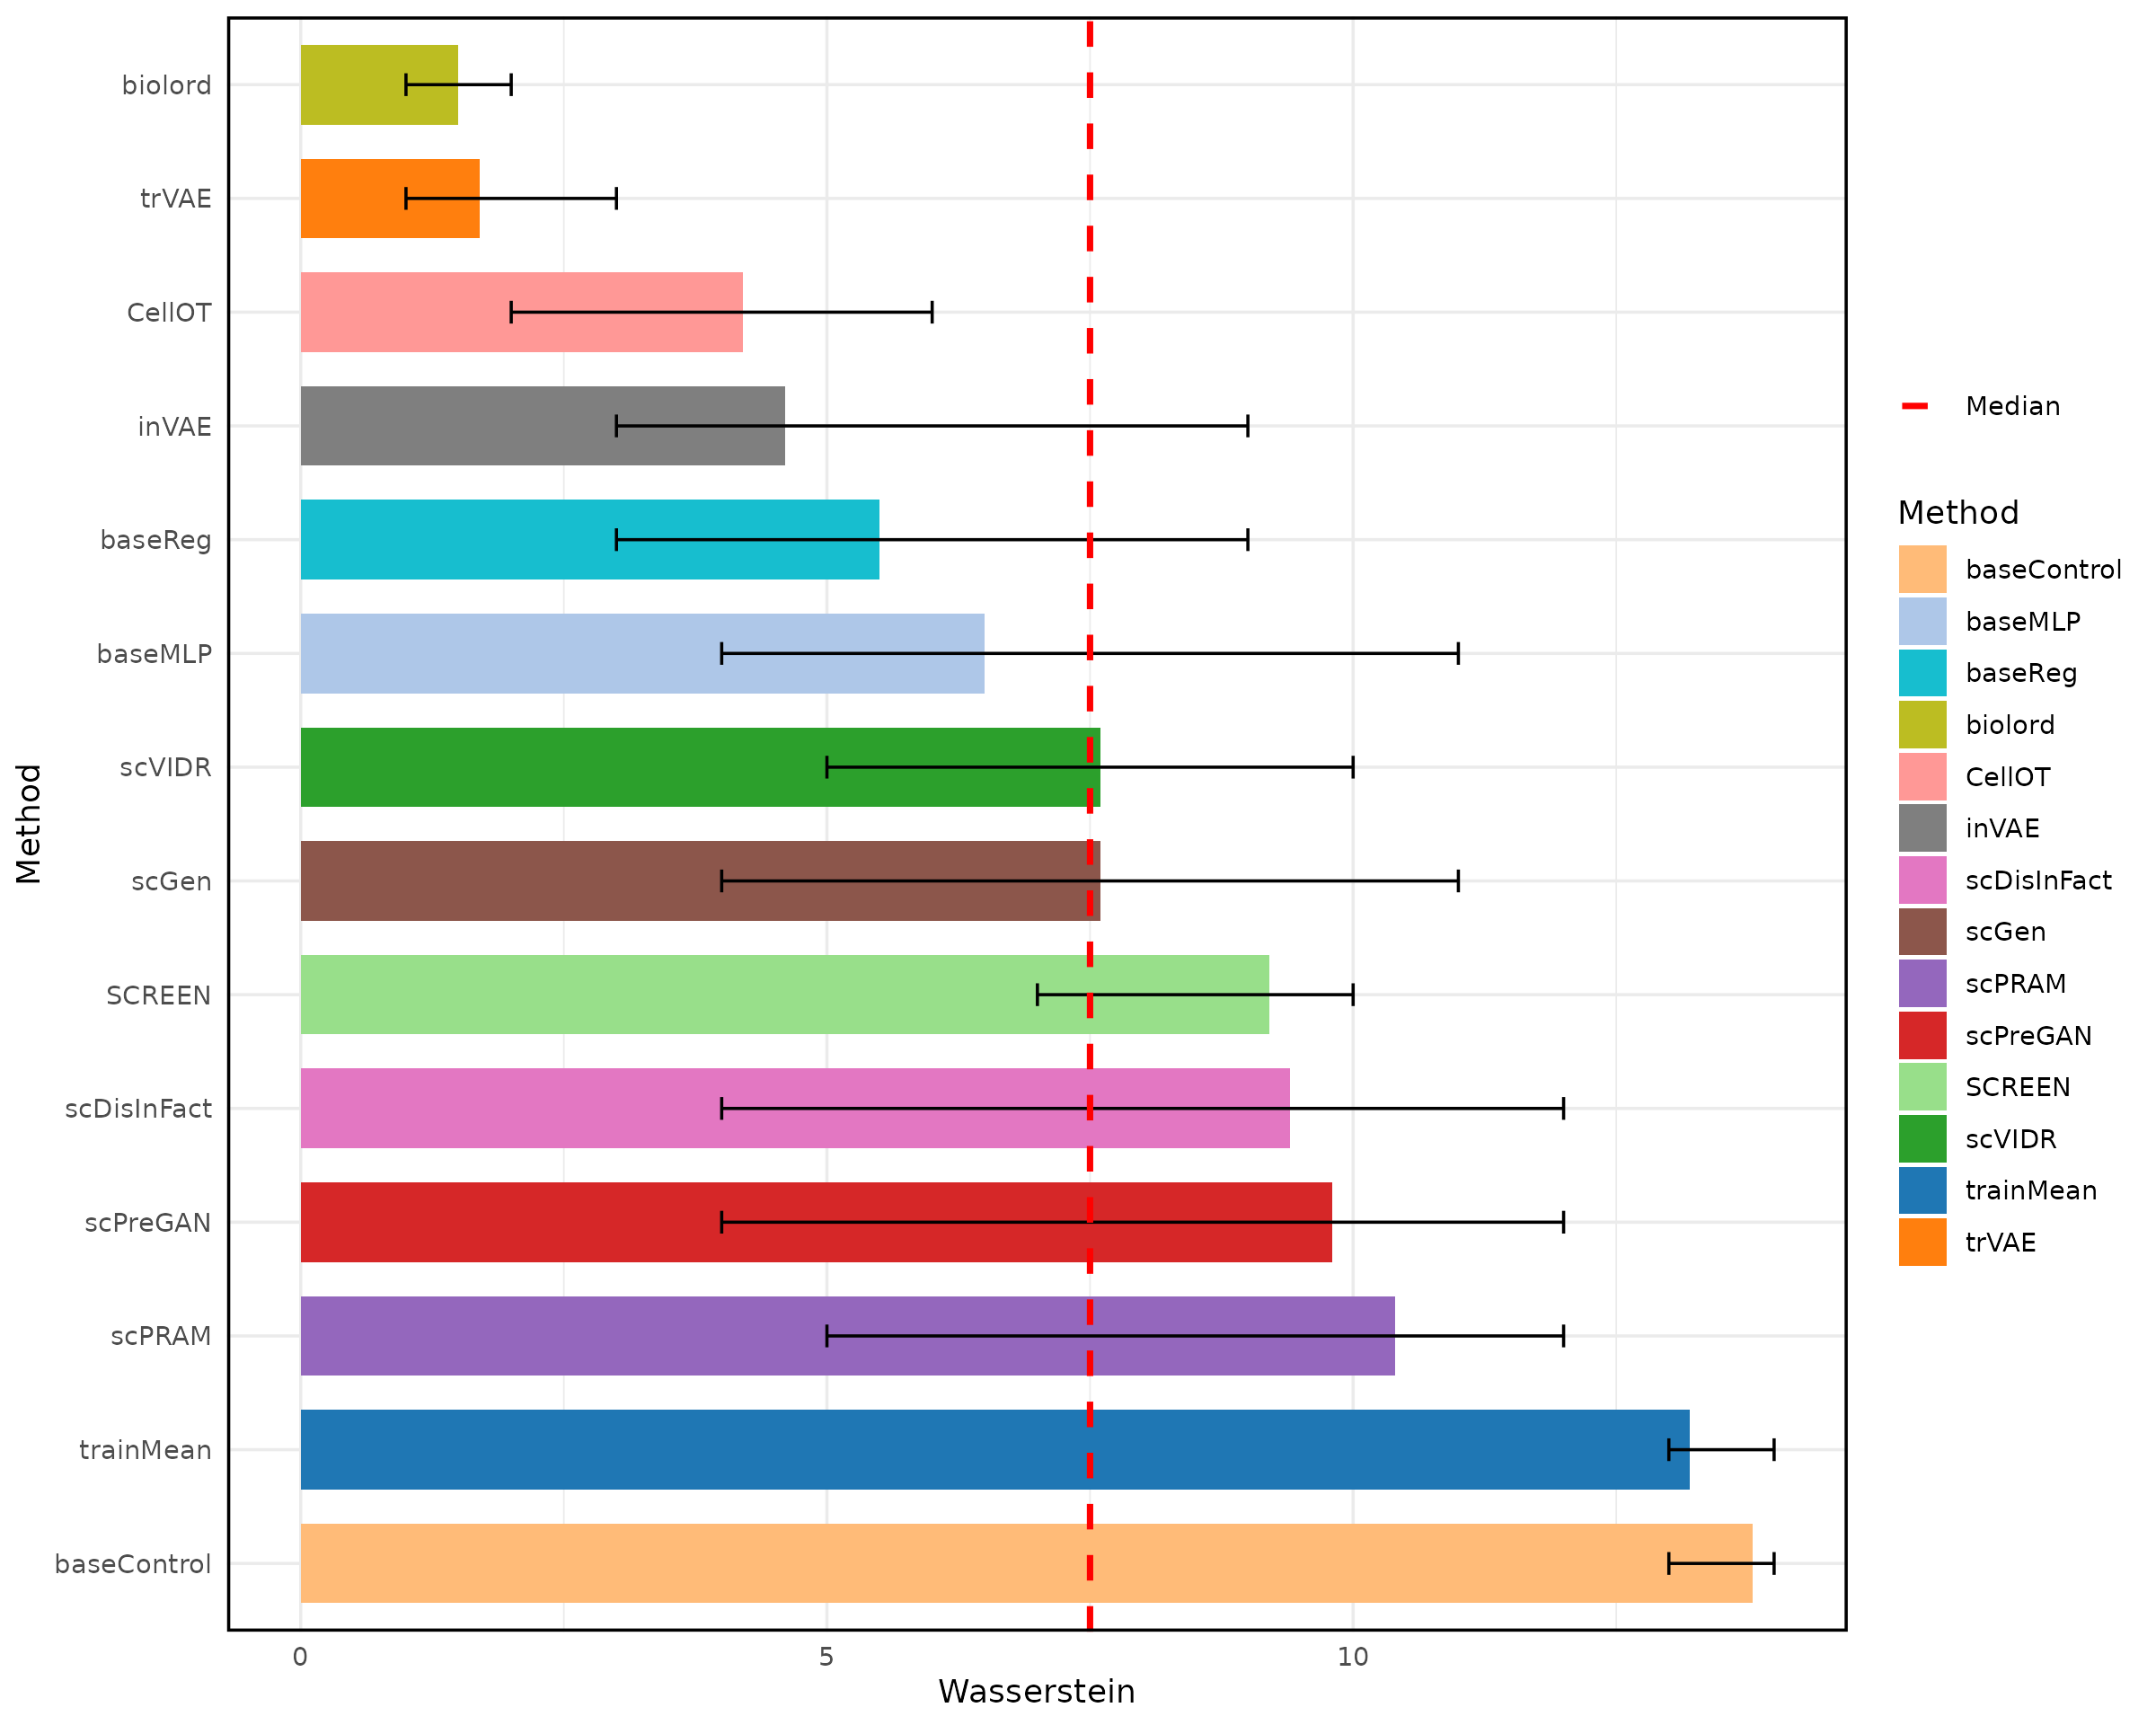 biolord
trVAE
CellOT
inVAE
baseReg
baseMLP
scVIDR
scGen
SCREEN
scDisInFact
scPreGAN
scPRAM
trainMean
baseControl
Method
0 5 10
Wasserstein
Median
Method
baseControl
baseMLP
baseReg
biolord
CellOT
inVAE
scDisInFact
scGen
scPRAM
scPreGAN
SCREEN
scVIDR
trainMean
trVAE